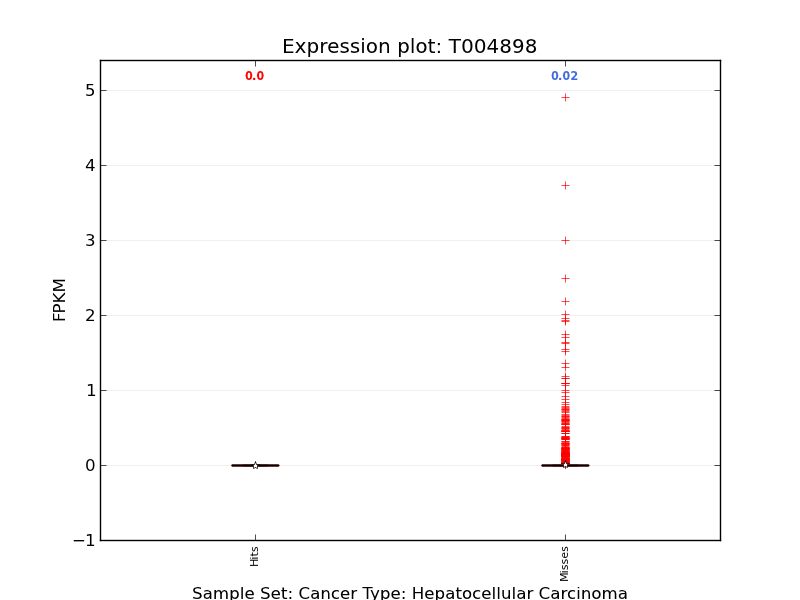 Expression plot: T004898
0.0 0.02
5
4
3
2
1
0
−1
FPKM
Hits Misses
Sample Set: Cancer Type: Hepatocellular Carcinoma